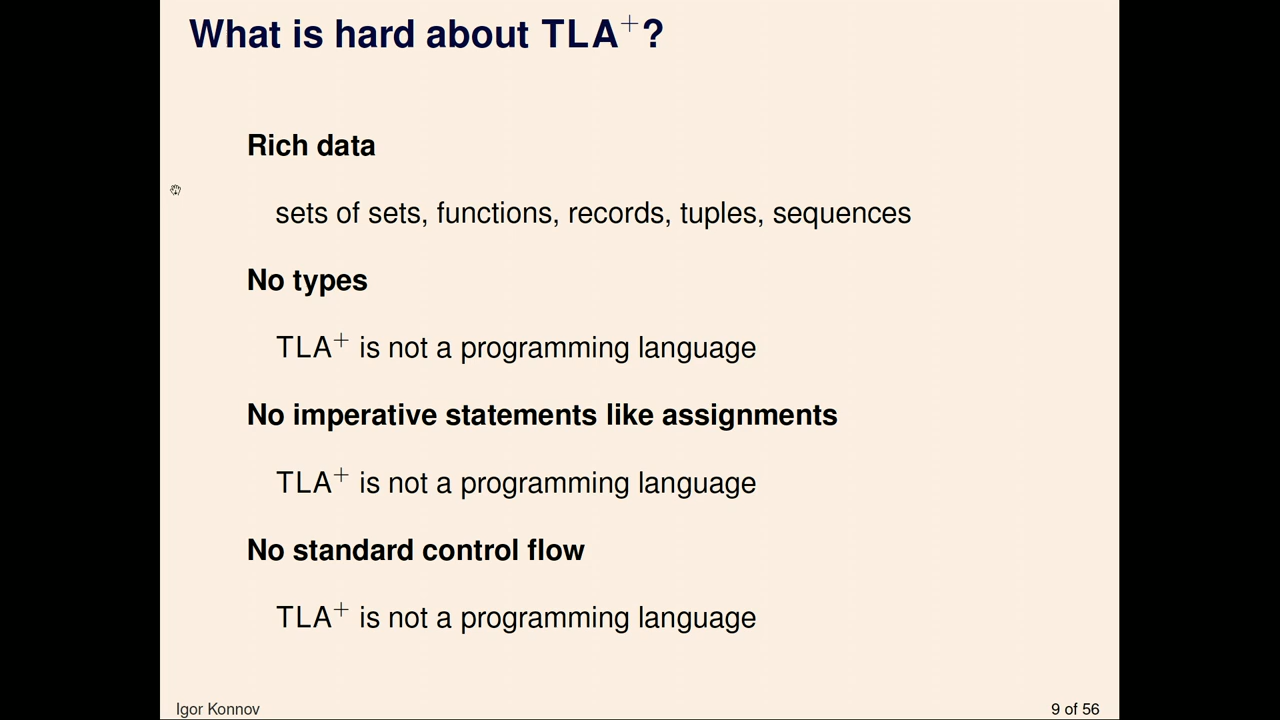 What is hard about TLA+?
Rich data
sets of sets, functions, records, tuples, sequences
No types
TLA+ is not a programming language
No imperative statements like assignments
TLA+ is not a programming language
No standard control flow
TLA+ is not a programming language
Igor Konnov
9 of 56